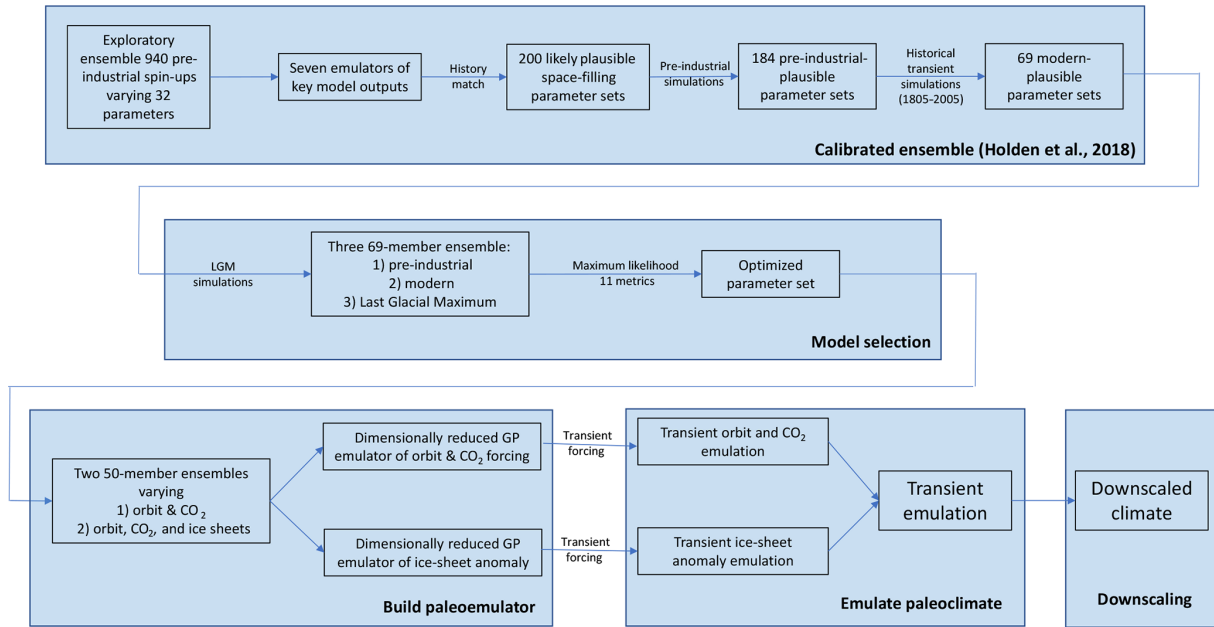 Exploratory
ensemble 940 pre-
industrial spin-ups
varying 32
parameters
Seven emulators of
key model outputs
History
match
200 likely plausible
space-filling
parameter sets
Pre-industrial
simulations
184 pre-industrial-
plausible
parameter sets
Historical
transient
simulations
(1805–2005)
69 modern-
plausible
parameter sets
Calibrated ensemble (Holden et al., 2018)
LGM
simulations
Three 69-member ensemble:
1) pre-industrial
2) modern
3) Last Glacial Maximum
Maximum likelihood
11 metrics
Optimized
parameter set
Model selection
Two 50-member ensembles
varying
1) orbit & CO₂
2) orbit, CO₂, and ice sheets
Dimensionally reduced GP
emulator of orbit & CO₂ forcing
Dimensionally reduced GP
emulator of ice-sheet anomaly
Build paleoemulator
Transient
forcing
Transient
forcing
Transient orbit and CO₂
emulation
Transient ice-sheet
anomaly emulation
Transient
emulation
Emulate paleoclimate
Downscaled
climate
Downscaling